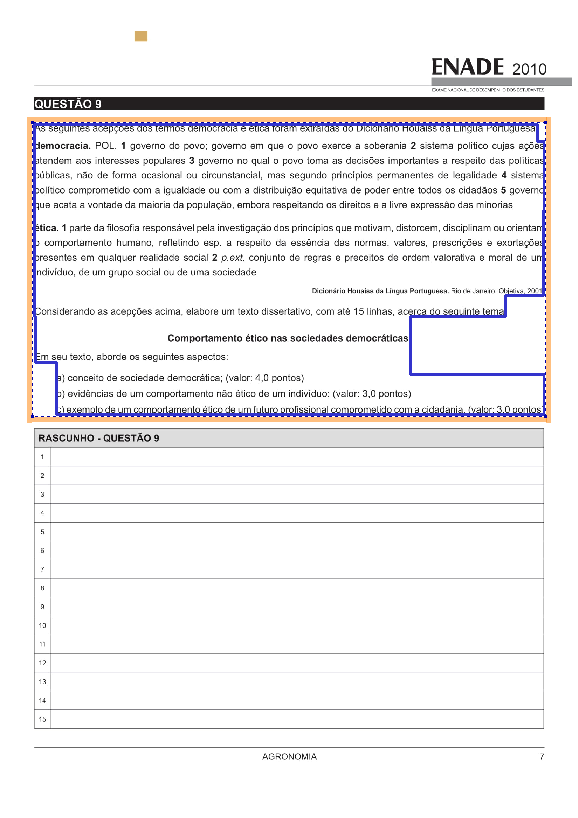 ENADE 2010
EXAME NACIONAL DE DESEMPENHO DOS ESTUDANTES
QUESTÃO 9
As seguintes acepções dos termos democracia e ética foram extraídas do Dicionário Houaiss da Língua Portuguesa.
democracia. POL. 1 governo do povo; governo em que o povo exerce a soberania 2 sistema político cujas ações
atendem aos interesses populares 3 governo no qual o povo toma as decisões importantes a respeito das políticas
públicas, não de forma ocasional ou circunstancial, mas segundo princípios permanentes de legalidade 4 sistema
político comprometido com a igualdade ou com a distribuição equitativa de poder entre todos os cidadãos 5 governo
que acata a vontade da maioria da população, embora respeitando os direitos e a livre expressão das minorias
ética. 1 parte da filosofia responsável pela investigação dos princípios que motivam, distorcem, disciplinam ou orientam
o comportamento humano, refletindo esp. a respeito da essência das normas, valores, prescrições e exortações
presentes em qualquer realidade social 2 p.ext. conjunto de regras e preceitos de ordem valorativa e moral de um
indivíduo, de um grupo social ou de uma sociedade
Dicionário Houaiss da Língua Portuguesa. Rio de Janeiro: Objetiva, 2001.
Considerando as acepções acima, elabore um texto dissertativo, com até 15 linhas, acerca do seguinte tema:
Comportamento ético nas sociedades democráticas
Em seu texto, aborde os seguintes aspectos:
a) conceito de sociedade democrática; (valor: 4,0 pontos)
b) evidências de um comportamento não ético de um indivíduo; (valor: 3,0 pontos)
c) exemplo de um comportamento ético de um futuro profissional comprometido com a cidadania. (valor: 3,0 pontos)
RASCUNHO - QUESTÃO 9
1
2
3
4
5
6
7
8
9
10
11
12
13
14
15
AGRONOMIA 7